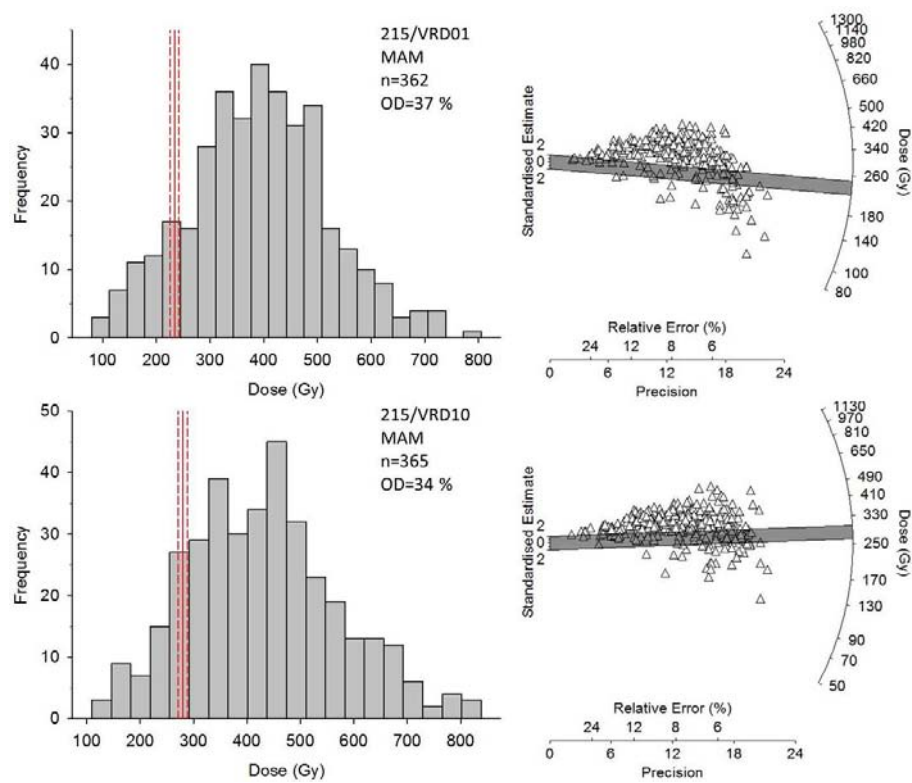 215/VRD01
MAM
n=362
OD=37 %
Frequency
40
30
20
10
0
100 200 300 400 500 600 700 800
Dose (Gy)
Standardised Estimate
2
0
2
1300
1140
980
820
660
500
420
340
260
180
140
100
80
Dose (Gy)
Relative Error (%)
24 12 8 6
0 6 12 18 24
Precision
215/VRD10
MAM
n=365
OD=34 %
Frequency
50
40
30
20
10
0
100 200 300 400 500 600 700 800
Dose (Gy)
Standardised Estimate
2
0
2
1130
970
810
650
490
410
330
250
170
130
90
70
50
Dose (Gy)
Relative Error (%)
24 12 8 6
0 6 12 18 24
Precision